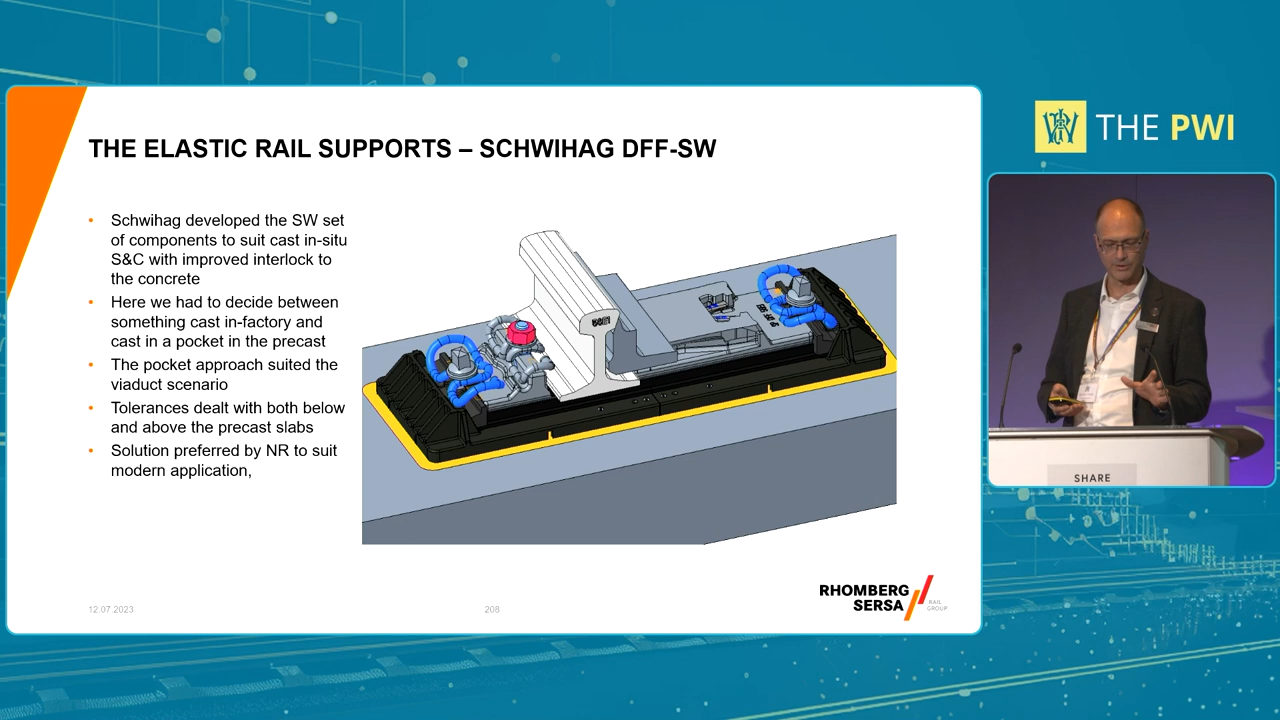 THE PWI
THE ELASTIC RAIL SUPPORTS – SCHWIHAG DFF-SW
• Schwihag developed the SW set
of components to suit cast in-situ
S&C with improved interlock to
the concrete
• Here we had to decide between
something cast in-factory and
cast in a pocket in the precast
• The pocket approach suited the
viaduct scenario
• Tolerances dealt with both below
and above the precast slabs
• Solution preferred by NR to suit
modern application,
SHARE
12.07.2023
208
RHOMBERG
SERSA
RAIL
GROUP